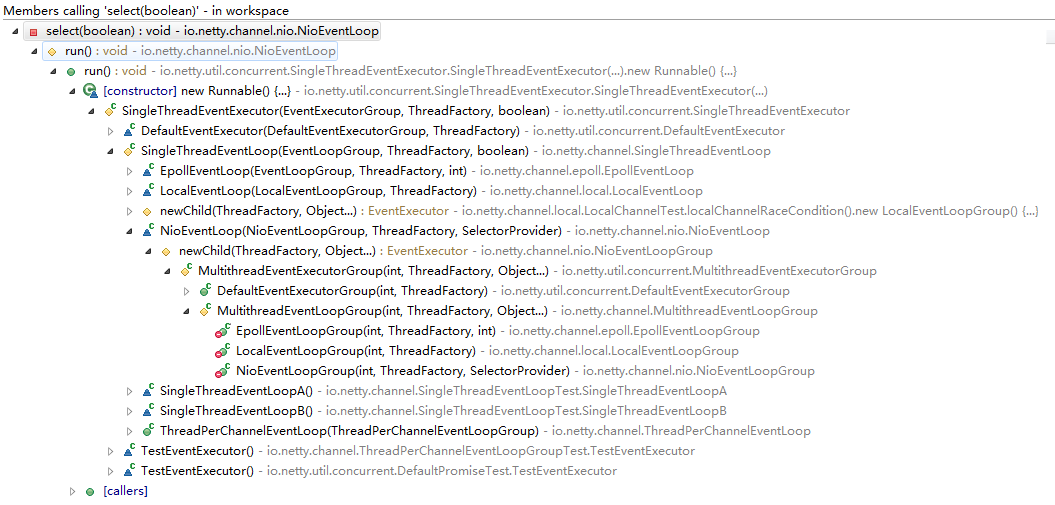 Members calling 'select(boolean)' - in workspace
select(boolean) : void - io.netty.channel.nio.NioEventLoop
run() : void - io.netty.channel.nio.NioEventLoop
run() : void - io.netty.util.concurrent.SingleThreadEventExecutor.SingleThreadEventExecutor(...).new Runnable() {...}
[constructor] new Runnable() {...} - io.netty.util.concurrent.SingleThreadEventExecutor.SingleThreadEventExecutor(...)
SingleThreadEventExecutor(EventExecutorGroup, ThreadFactory, boolean) - io.netty.util.concurrent.SingleThreadEventExecutor
DefaultEventExecutor(DefaultEventExecutorGroup, ThreadFactory) - io.netty.util.concurrent.DefaultEventExecutor
SingleThreadEventLoop(EventLoopGroup, ThreadFactory, boolean) - io.netty.channel.SingleThreadEventLoop
EpollEventLoop(EventLoopGroup, ThreadFactory, int) - io.netty.channel.epoll.EpollEventLoop
LocalEventLoop(LocalEventLoopGroup, ThreadFactory) - io.netty.channel.local.LocalEventLoop
newChild(ThreadFactory, Object...) : EventExecutor - io.netty.channel.local.LocalChannelTest.localChannelRaceCondition().new LocalEventLoopGroup() {...}
NioEventLoop(NioEventLoopGroup, ThreadFactory, SelectorProvider) - io.netty.channel.nio.NioEventLoop
newChild(ThreadFactory, Object...) : EventExecutor - io.netty.channel.nio.NioEventLoopGroup
MultithreadEventExecutorGroup(int, ThreadFactory, Object...) - io.netty.util.concurrent.MultithreadEventExecutorGroup
DefaultEventExecutorGroup(int, ThreadFactory) - io.netty.util.concurrent.DefaultEventExecutorGroup
MultithreadEventLoopGroup(int, ThreadFactory, Object...) - io.netty.channel.MultithreadEventLoopGroup
EpollEventLoopGroup(int, ThreadFactory, int) - io.netty.channel.epoll.EpollEventLoopGroup
LocalEventLoopGroup(int, ThreadFactory) - io.netty.channel.local.LocalEventLoopGroup
NioEventLoopGroup(int, ThreadFactory, SelectorProvider) - io.netty.channel.nio.NioEventLoopGroup
SingleThreadEventLoopA() - io.netty.channel.SingleThreadEventLoopTest.SingleThreadEventLoopA
SingleThreadEventLoopB() - io.netty.channel.SingleThreadEventLoopTest.SingleThreadEventLoopB
ThreadPerChannelEventLoop(ThreadPerChannelEventLoopGroup) - io.netty.channel.ThreadPerChannelEventLoop
TestEventExecutor() - io.netty.channel.ThreadPerChannelEventLoopGroupTest.TestEventExecutor
TestEventExecutor() - io.netty.util.concurrent.DefaultPromiseTest.TestEventExecutor
[callers]